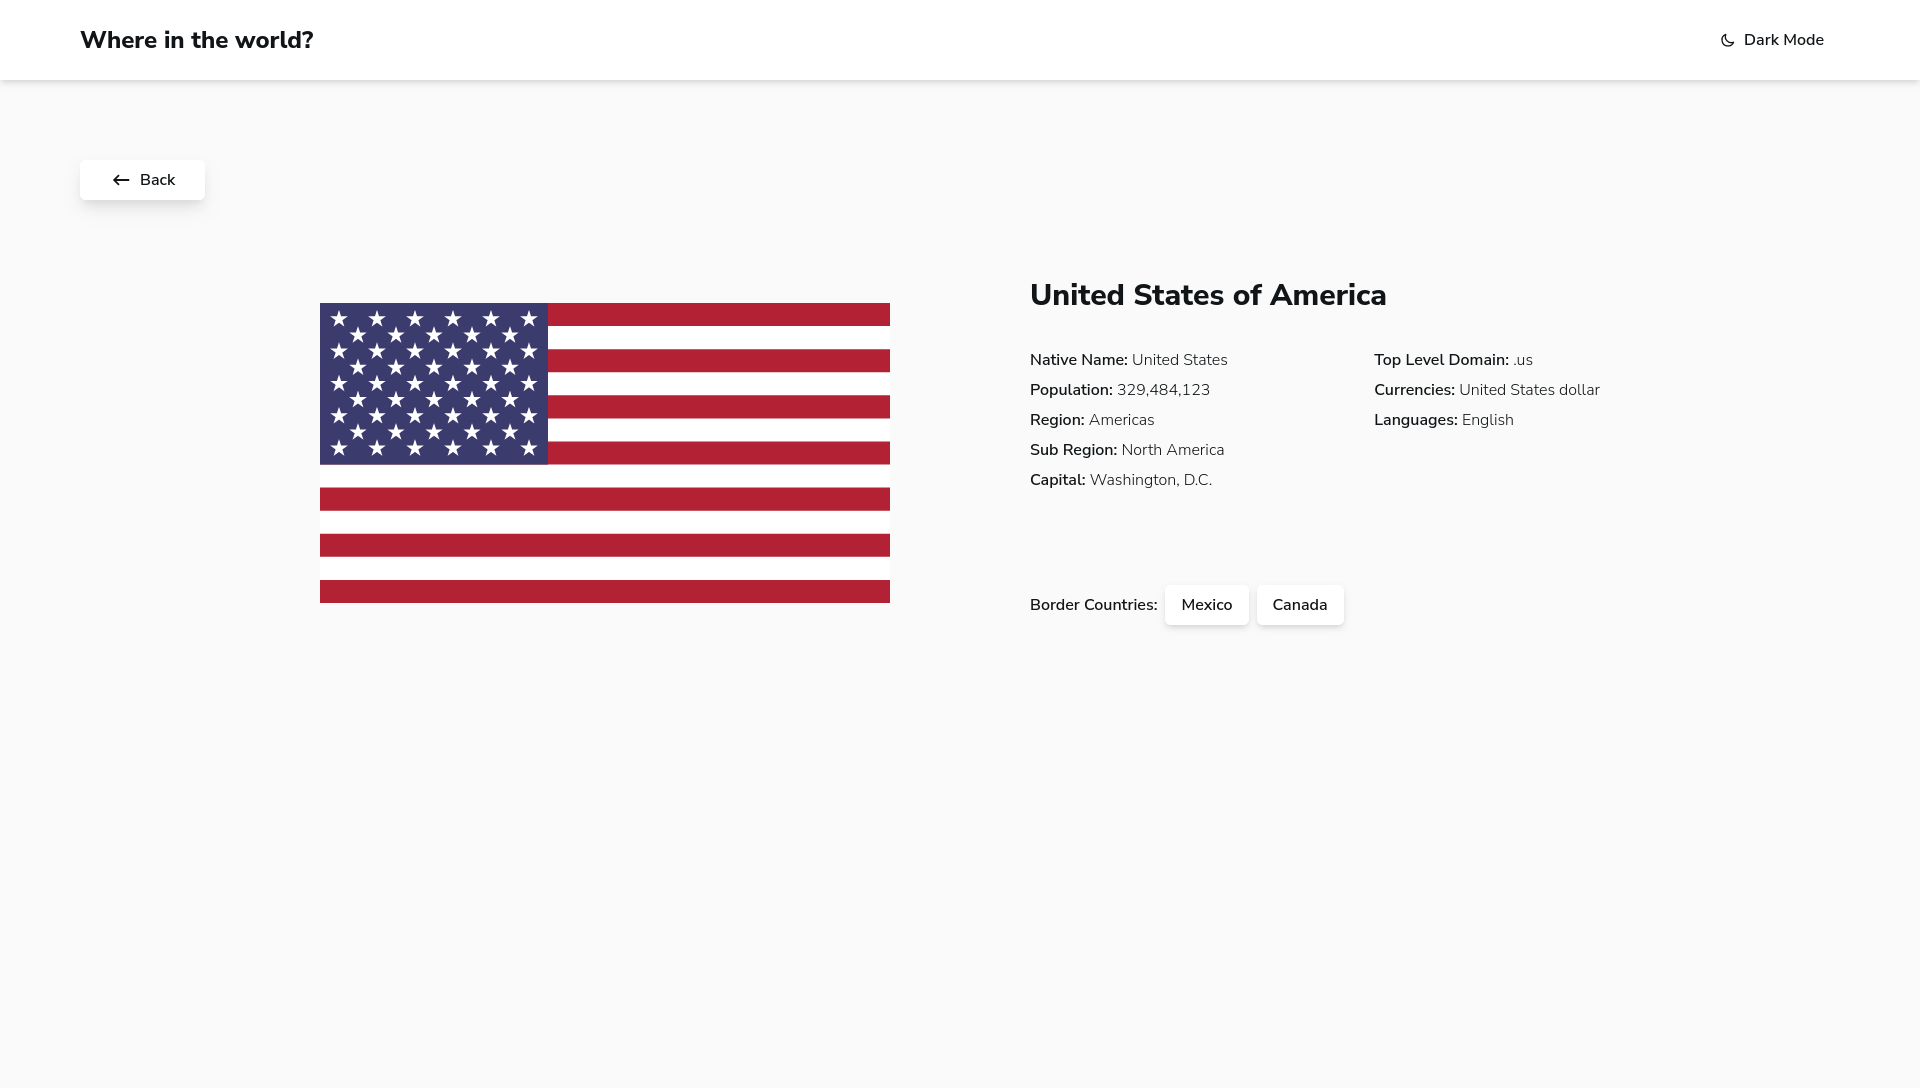 Where in the world?
Dark Mode
Back
United States of America
Native Name: United States
Population: 329,484,123
Region: Americas
Sub Region: North America
Capital: Washington, D.C.
Top Level Domain: .us
Currencies: United States dollar
Languages: English
Border Countries: Mexico Canada